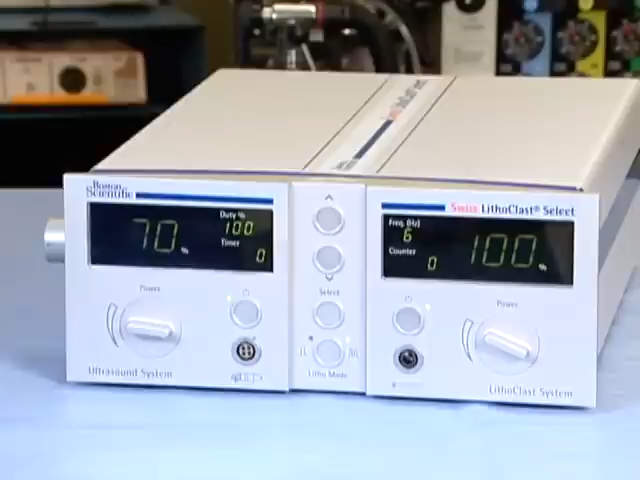 Boston
Scientific
70 %
Duty %
100
Timer
0
Power
Ultrasound System
Select
Litho Mode
Swiss LithoClast® Select
Freq. (Hz)
6
Counter
0
100 %
Power
LithoClast System